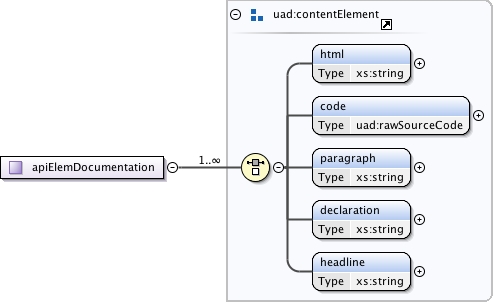 uad:contentElement
html
Type xs:string
code
Type uad:rawSourceCode
apiElemDocumentation
1..∞
paragraph
Type xs:string
declaration
Type xs:string
headline
Type xs:string